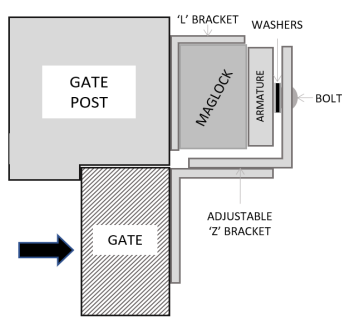 'L' BRACKET
WASHERS
GATE
POST
MAGLOCK
ARMATURE
BOLT
ADJUSTABLE
'Z' BRACKET
GATE